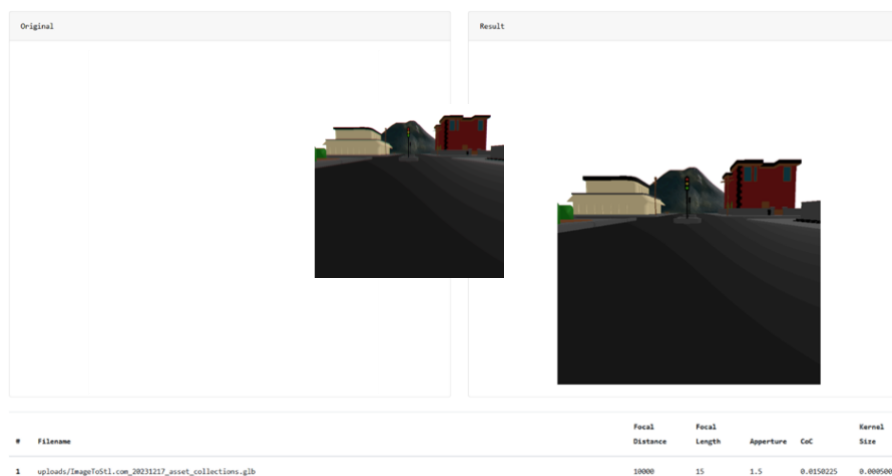 Original
Result
Focal Focal Kernel
# Filename Distance Length Apperture CoC Size
1 uploads/ImageToStl.com_20231217_asset_collections.glb 10000 15 1.5 0.0150225 0.000500